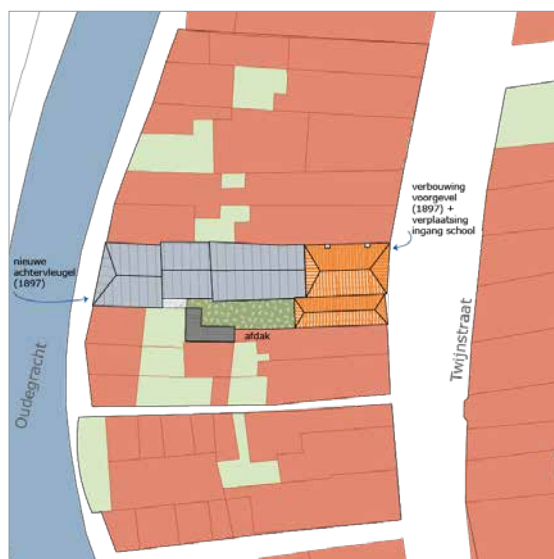 verbouwing
voorgevel
(1897) +
verplaatsing
ingang school
nieuwe
achtervleugel
(1897)
afdak
Oudegracht
Twijnstraat